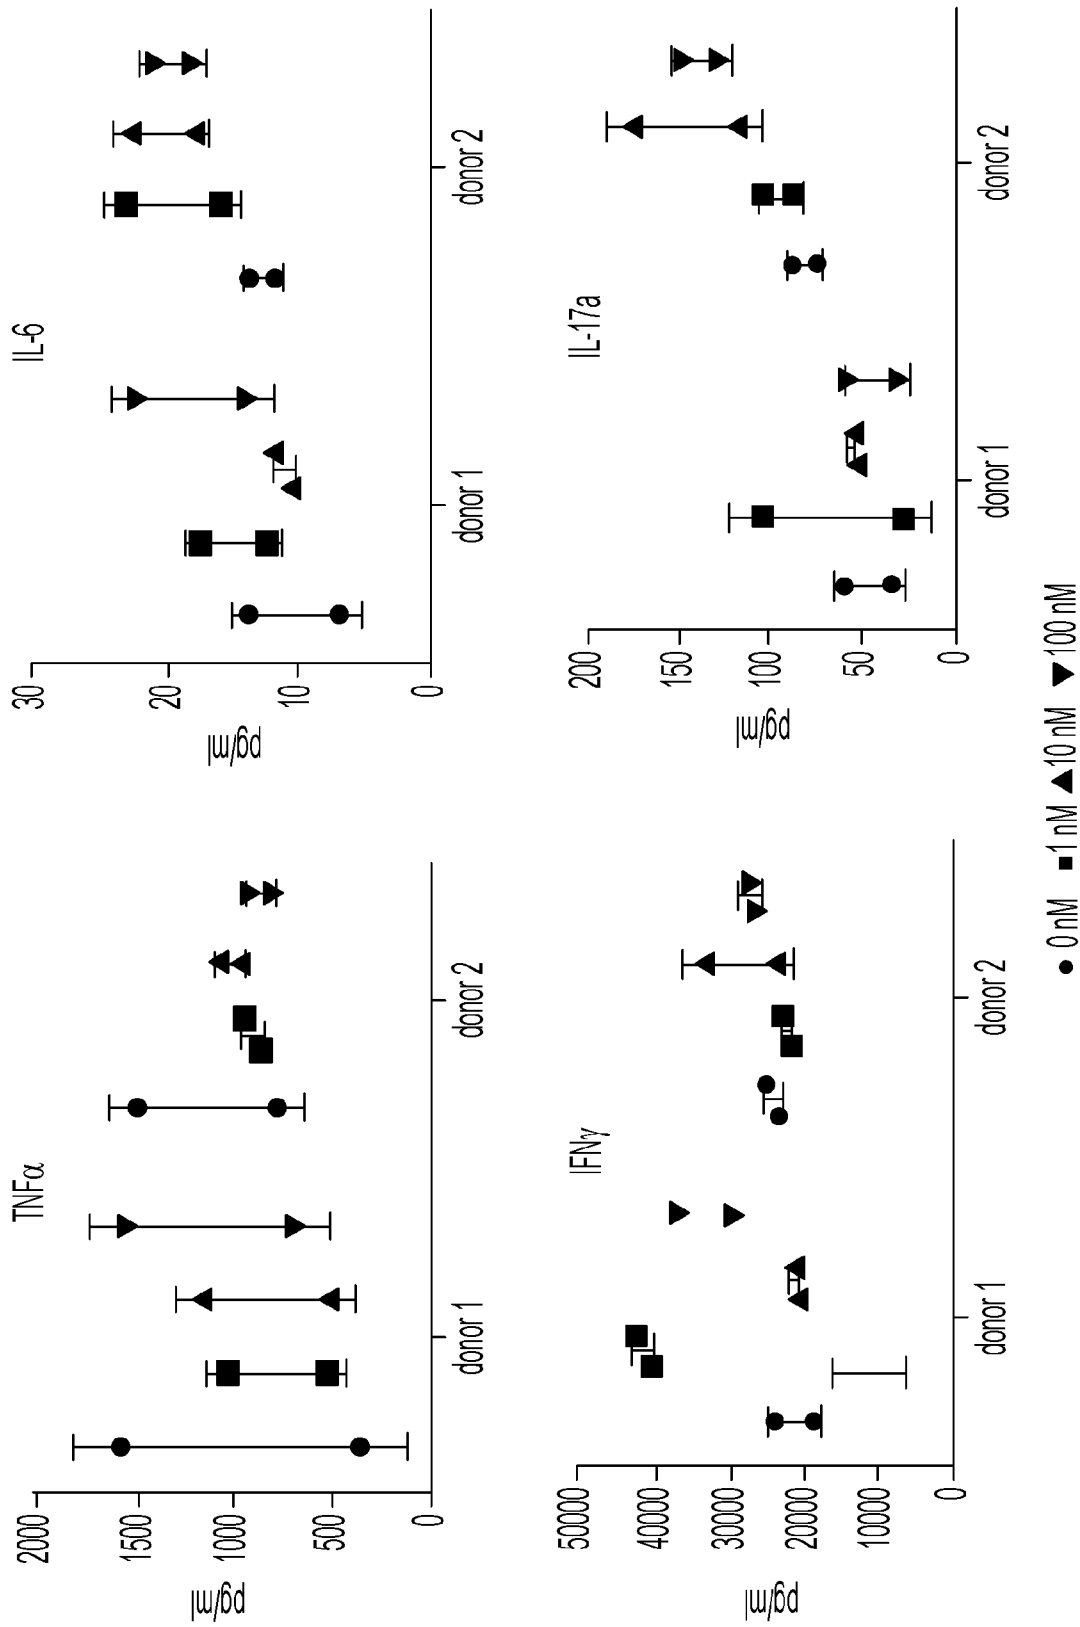 TNFα
pg/ml
2000
1500
1000
500
0
donor 1
donor 2
IL-6
pg/ml
30
20
10
0
donor 1
donor 2
IFNγ
pg/ml
50000
40000
30000
20000
10000
0
donor 1
donor 2
IL-17a
pg/ml
200
150
100
50
0
donor 1
donor 2
● 0 nM ■ 1 nM ▲ 10 nM ▼ 100 nM